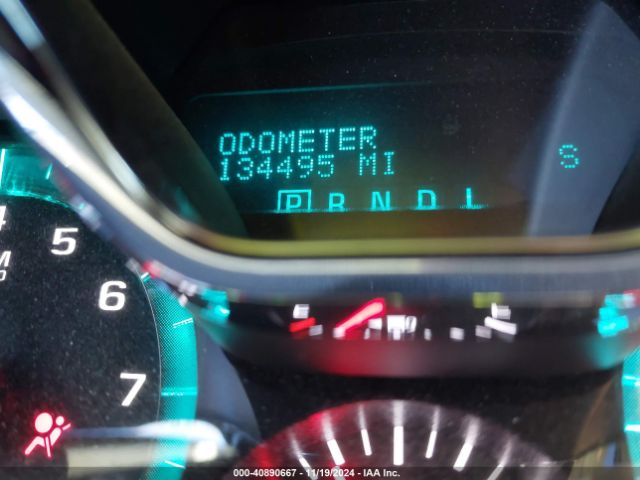 ODOMETER
134495 MI
S
P R N D L
4
5
6
7
E F
000-40890667 - 11/19/2024 - IAA Inc.